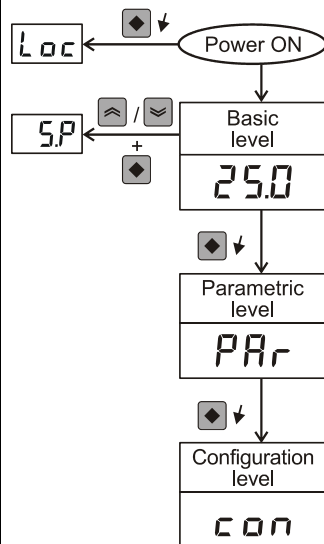 Loc
Power ON
/
S.P
+
Basic
level
25.0
Parametric
level
PAr
Configuration
level
con